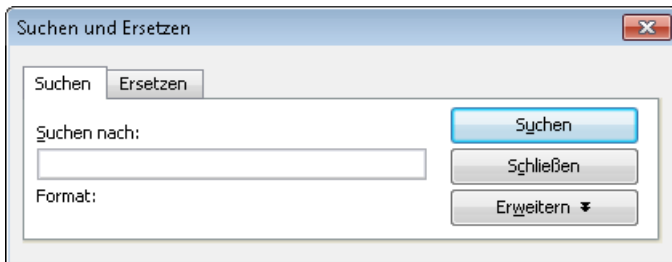 Suchen und Ersetzen
Suchen Ersetzen
Suchen nach:
Suchen
Schließen
Format:
Erweitern